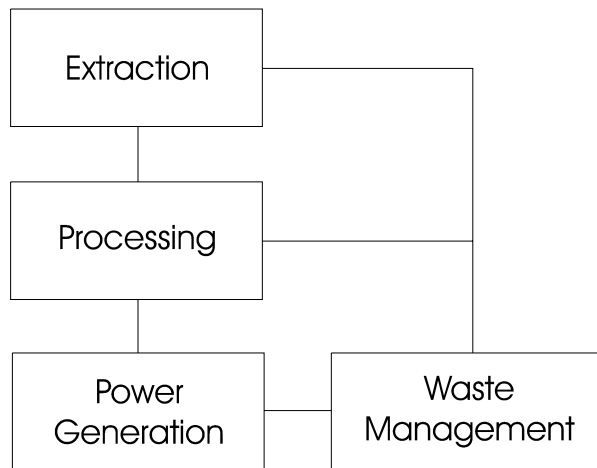 Extraction
Processing
Power
Generation
Waste
Management